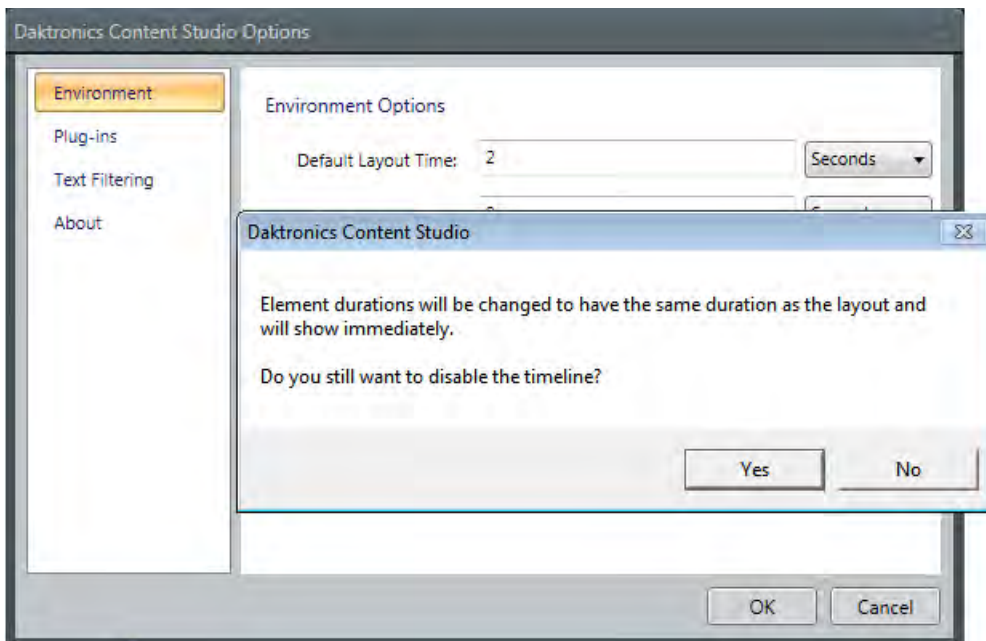 Daktronics Content Studio Options
Environment
Plug-ins
Text Filtering
About
Environment Options
Default Layout Time: 2 Seconds
Daktronics Content Studio
Element durations will be changed to have the same duration as the layout and
will show immediately.
Do you still want to disable the timeline?
Yes No
OK Cancel